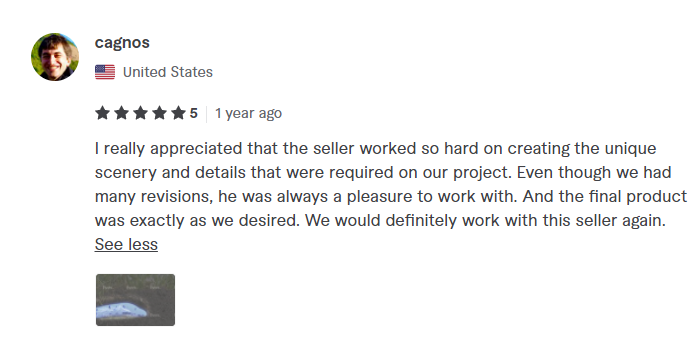 cagnos
United States
5 1 year ago
I really appreciated that the seller worked so hard on creating the unique
scenery and details that were required on our project. Even though we had
many revisions, he was always a pleasure to work with. And the final product
was exactly as we desired. We would definitely work with this seller again.
See less